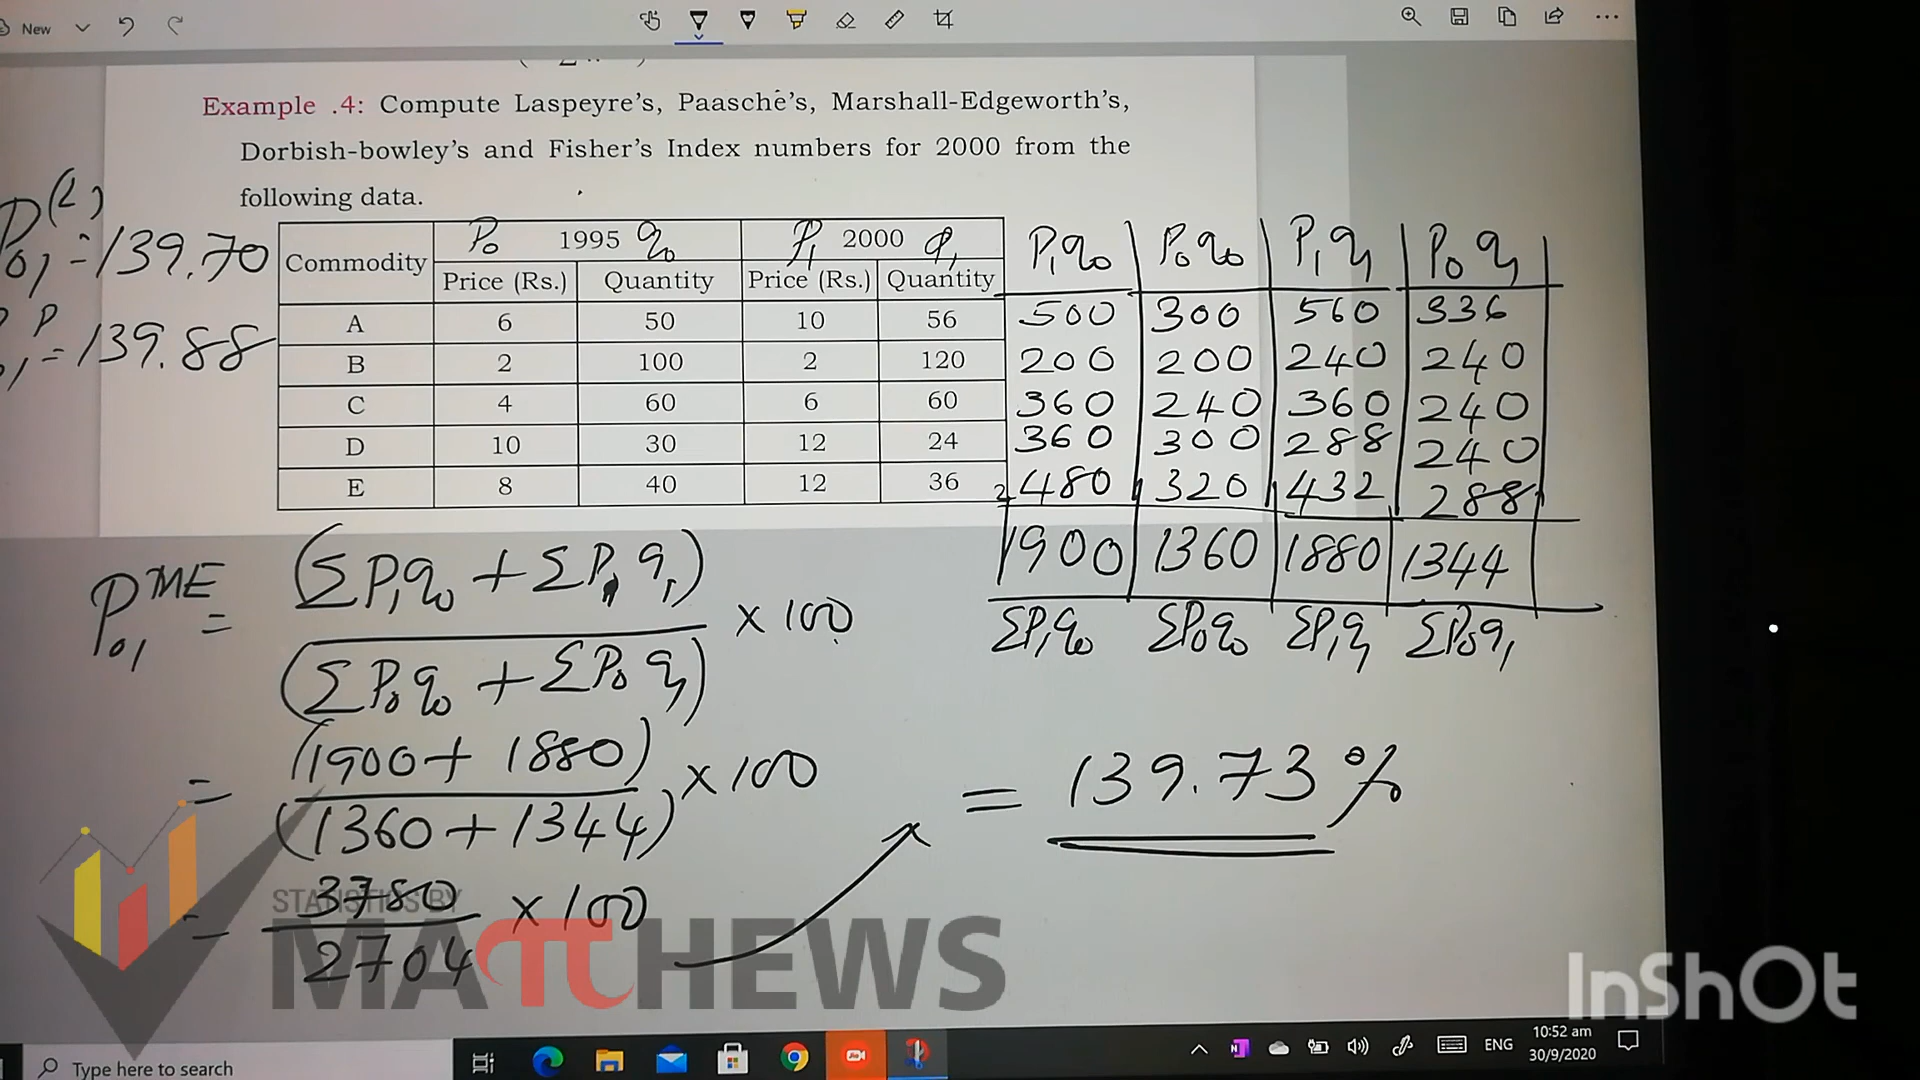 New
Example .4: Compute Laspeyre's, Paasche's, Marshall-Edgeworth's,
Dorbish-bowley's and Fisher's Index numbers for 2000 from the
following data.
P₀₁⁽ᴸ⁾ = 139.70
P = 139.88
Commodity P₀ 1995 q₀ P₁ 2000 q₁ P₁q₀ P₀q₀ P₁q₁ P₀q₁
Price (Rs.) Quantity Price (Rs.) Quantity
A 6 50 10 56 500 300 560 336
B 2 100 2 120 200 200 240 240
C 4 60 6 60 360 240 360 240
D 10 30 12 24 360 300 288 240
E 8 40 12 36 480 320 432 288
2
1900 1360 1880 1344
ΣP₁q₀ ΣP₀q₀ ΣP₁q₁ ΣP₀q₁
P₀₁ᴹᴱ = (ΣP₁q₀ + ΣP₁q₁) / (ΣP₀q₀ + ΣP₀q₁) × 100
= (1900 + 1880) / (1360 + 1344) × 100
= 3780 / 2704 × 100
= 139.73 %
STATISTICS BY
MATTHEWS
InShOt
Type here to search
ENG
10:52 am
30/9/2020